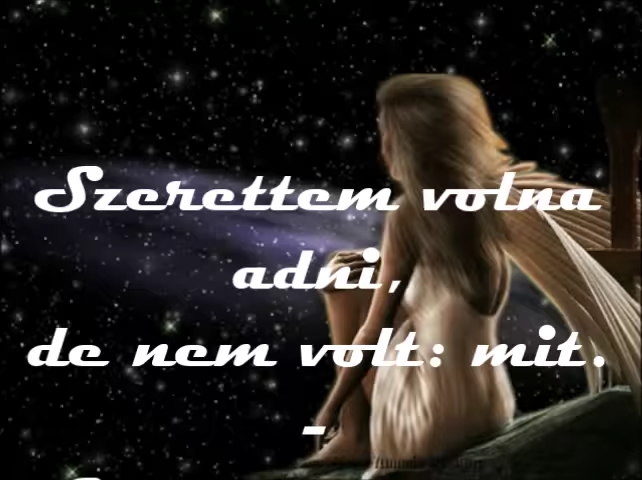 Szerettem volna
adni,
de nem volt: mit.
-